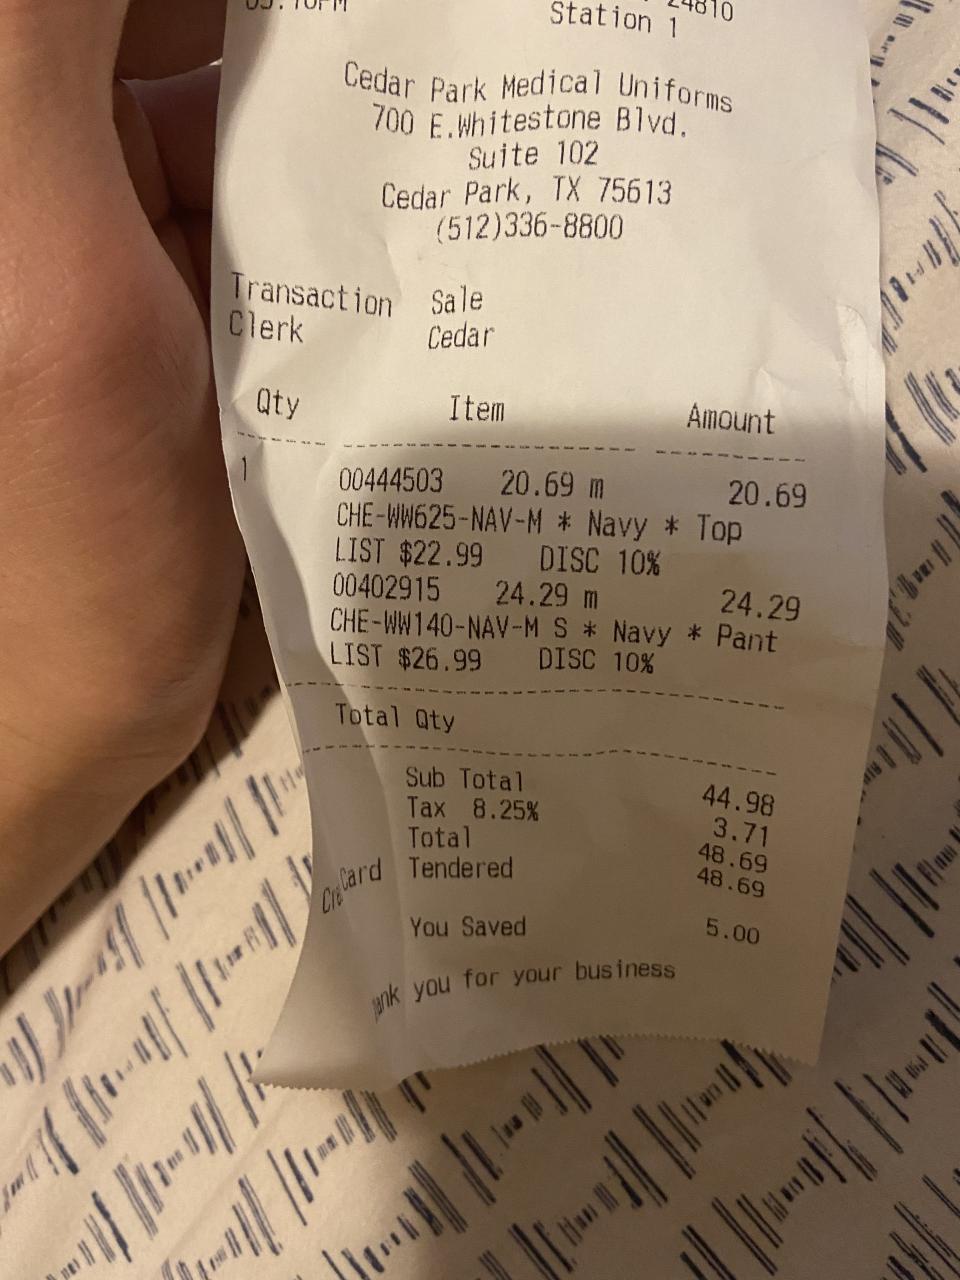 24810
Station 1
Cedar Park Medical Uniforms
700 E.Whitestone Blvd.
Suite 102
Cedar Park, TX 75613
(512)336-8800
Transaction Sale
Clerk Cedar
Qty Item Amount
1 00444503 20.69 m 20.69
CHE-WW625-NAV-M * Navy * Top
LIST $22.99 DISC 10%
00402915 24.29 m 24.29
CHE-WW140-NAV-M S * Navy * Pant
LIST $26.99 DISC 10%
Total Qty
Sub Total 44.98
Tax 8.25% 3.71
Total 48.69
Card Tendered 48.69
You Saved 5.00
you for your business